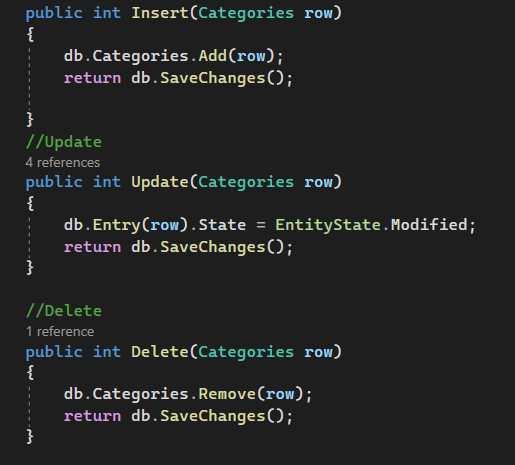 public int Insert(Categories row)
{
db.Categories.Add(row);
return db.SaveChanges();
}
//Update
4 references
public int Update(Categories row)
{
db.Entry(row).State = EntityState.Modified;
return db.SaveChanges();
}
//Delete
1 reference
public int Delete(Categories row)
{
db.Categories.Remove(row);
return db.SaveChanges();
}